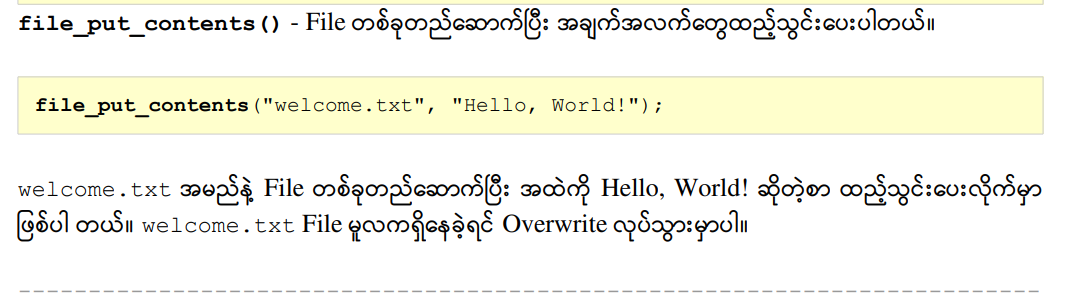 file_put_contents() - File တစ်ခုတည်ဆောက်ပြီး အချက်အလက်တွေထည့်သွင်းပေးပါတယ်။
file_put_contents("welcome.txt", "Hello, World!");
welcome.txt အမည်နဲ့ File တစ်ခုတည်ဆောက်ပြီး အထဲကို Hello, World! ဆိုတဲ့စာ ထည့်သွင်းပေးလိုက်မှာ
ဖြစ်ပါ တယ်။ welcome.txt File မူလကရှိနေခဲ့ရင် Overwrite လုပ်သွားမှာပါ။